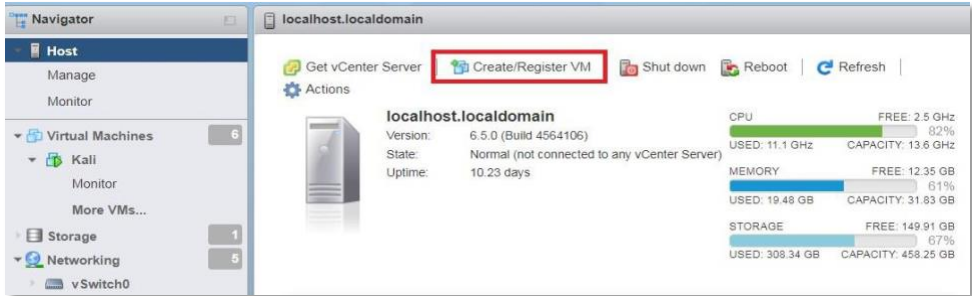 Navigator
Host
Manage
Monitor
Virtual Machines 6
Kali
Monitor
More VMs...
Storage 1
Networking 5
vSwitch0
localhost.localdomain
Get vCenter Server Create/Register VM Shut down Reboot Refresh
Actions
localhost.localdomain
Version: 6.5.0 (Build 4564106)
State: Normal (not connected to any vCenter Server)
Uptime: 10.23 days
CPU FREE: 2.5 GHz
82%
USED: 11.1 GHz CAPACITY: 13.6 GHz
MEMORY FREE: 12.35 GB
61%
USED: 19.48 GB CAPACITY: 31.83 GB
STORAGE FREE: 149.91 GB
67%
USED: 308.34 GB CAPACITY: 458.25 GB